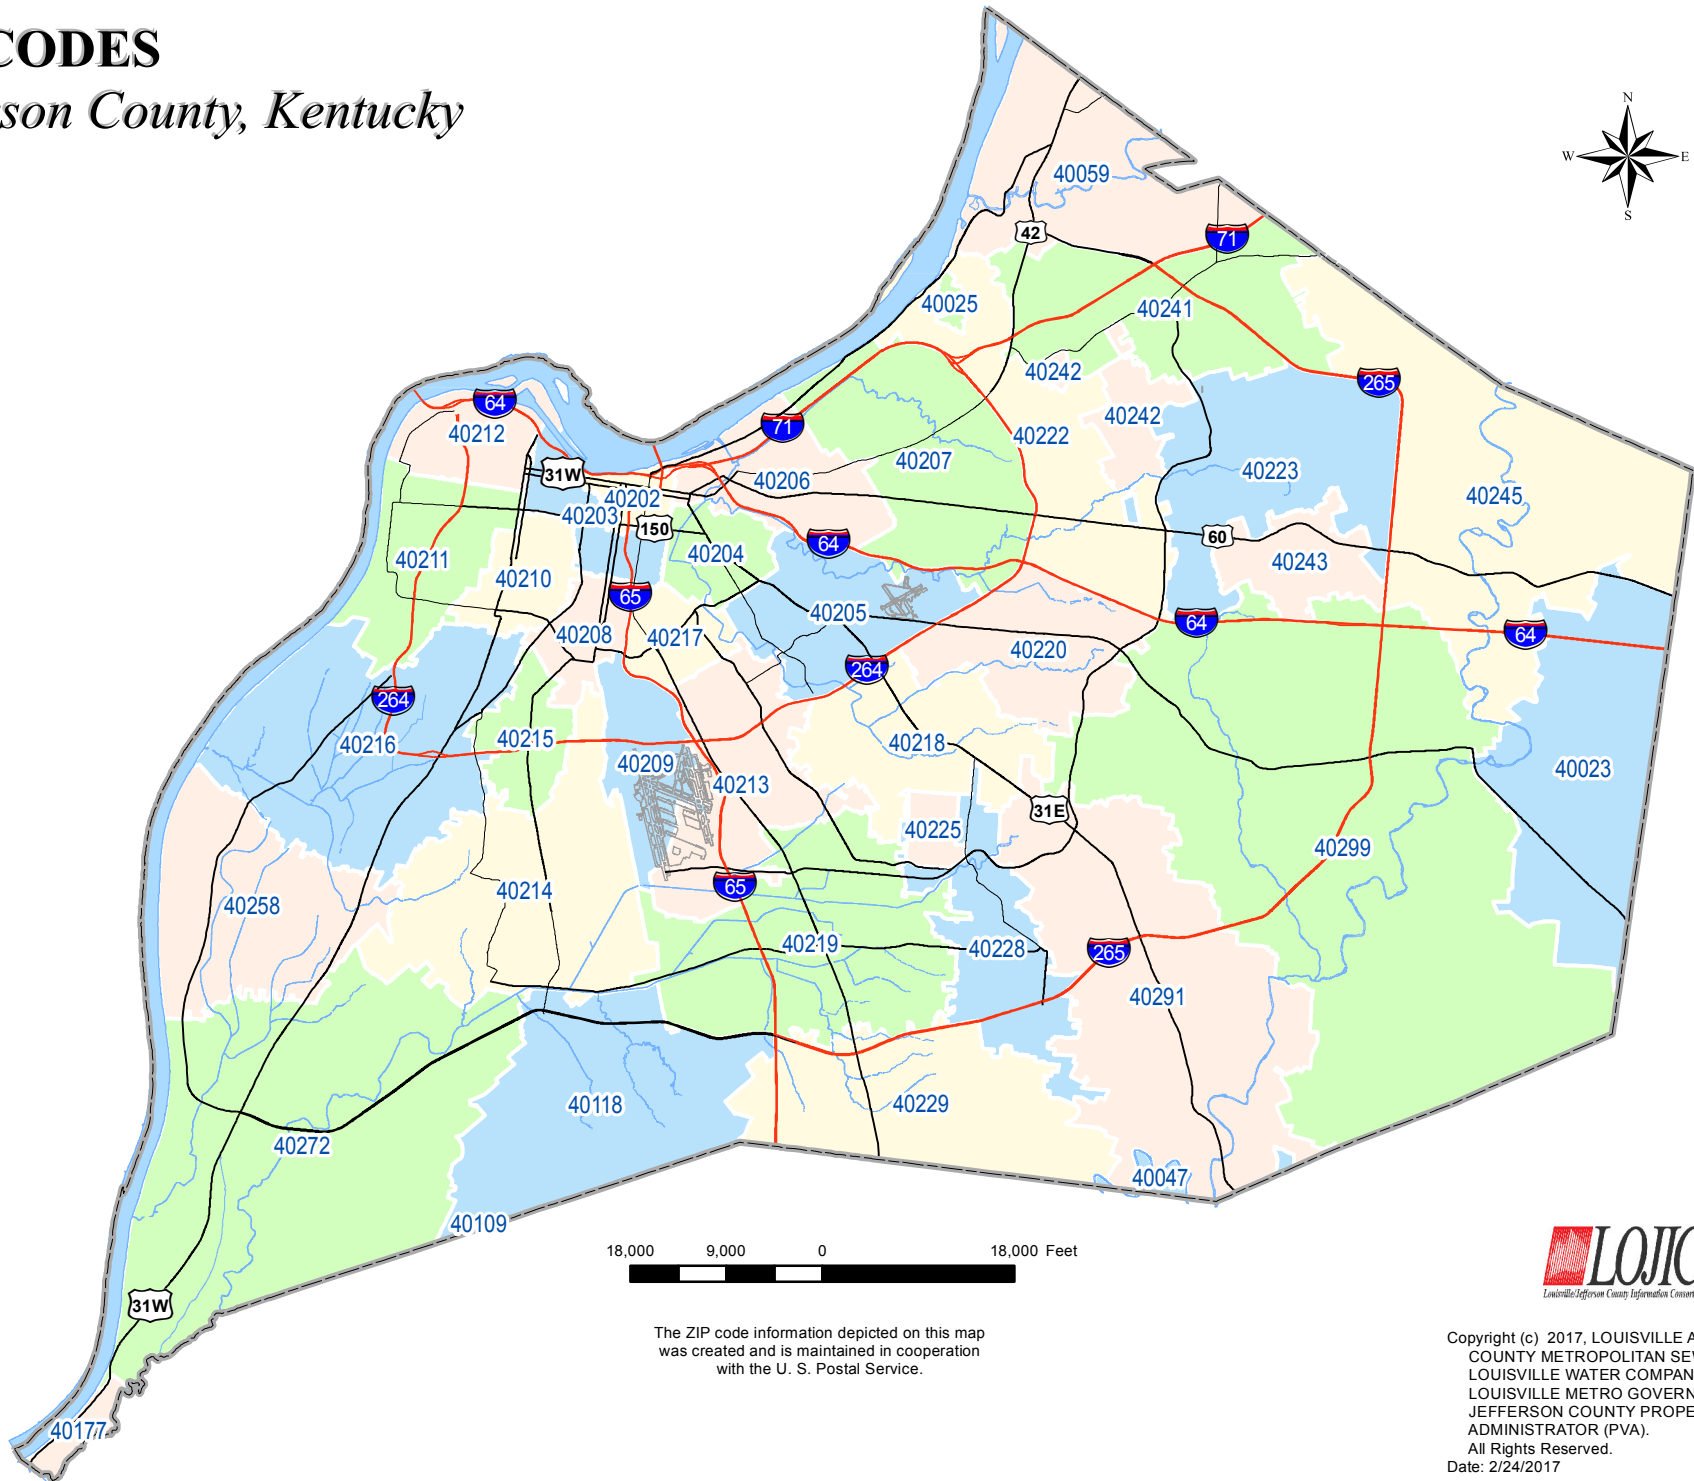 CODES
son County, Kentucky
N
W E
S
40059
42
71
40025
40241
40242
265
64
40212
71
40242
40222
40207
40223
40245
31W
40206
40202
40203
150
60
64
40204
40211
40210
40243
65
40205
64
64
40208
40217
40220
264
264
40216
40215
40218
40209
40213
40023
31E
40225
40299
65
40214
40258
40219
40228
265
40291
40118
40229
40272
40047
40109
18,000 9,000 0 18,000 Feet
31W
The ZIP code information depicted on this map
was created and is maintained in cooperation
with the U. S. Postal Service.
40177
LOJIC
Louisville/Jefferson County Information
Copyright (c) 2017, LOUISVILLE
COUNTY METROPOLITAN
LOUISVILLE WATER
LOUISVILLE METRO
JEFFERSON COUNTY
ADMINISTRATOR (PVA).
All Rights Reserved.
Date: 2/24/2017